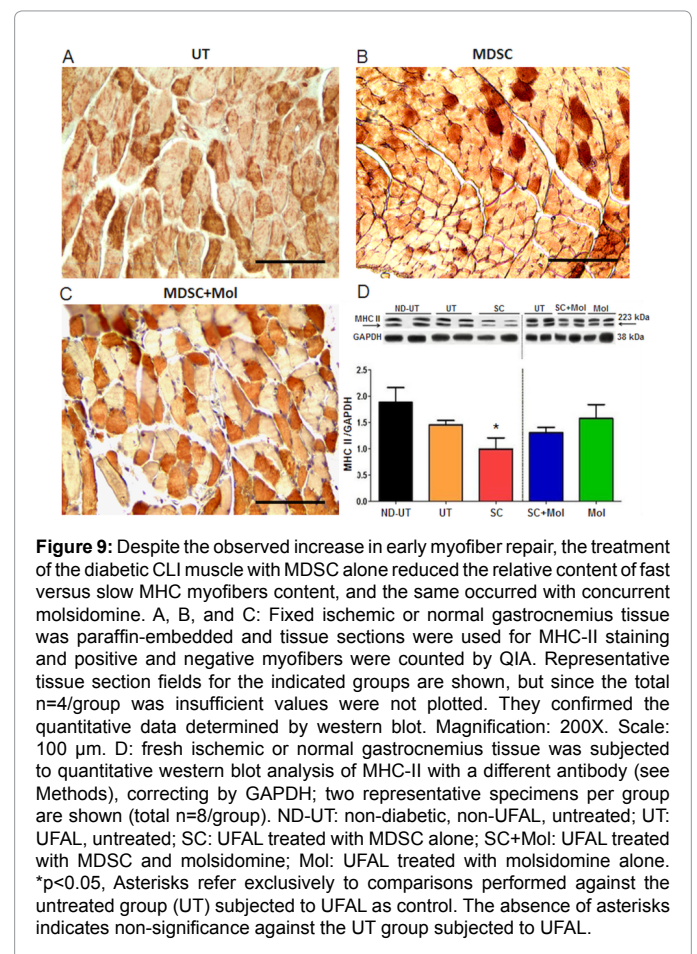 A
UT
B
MDSC
C
MDSC+Mol
D
ND-UT UT SC UT SC+Mol Mol
MHC II
223 kDa
GAPDH
38 kDa
MHC II/GAPDH
2.5
2.0
1.5
1.0
0.5
0.0
*
ND-UT UT SC SC+Mol Mol
Figure 9: Despite the observed increase in early myofiber repair, the treatment
of the diabetic CLI muscle with MDSC alone reduced the relative content of fast
versus slow MHC myofibers content, and the same occurred with concurrent
molsidomine. A, B, and C: Fixed ischemic or normal gastrocnemius tissue
was paraffin-embedded and tissue sections were used for MHC-II staining
and positive and negative myofibers were counted by QIA. Representative
tissue section fields for the indicated groups are shown, but since the total
n=4/group was insufficient values were not plotted. They confirmed the
quantitative data determined by western blot. Magnification: 200X. Scale:
100 µm. D: fresh ischemic or normal gastrocnemius tissue was subjected
to quantitative western blot analysis of MHC-II with a different antibody (see
Methods), correcting by GAPDH; two representative specimens per group
are shown (total n=8/group). ND-UT: non-diabetic, non-UFAL, untreated; UT:
UFAL, untreated; SC: UFAL treated with MDSC alone; SC+Mol: UFAL treated
with MDSC and molsidomine; Mol: UFAL treated with molsidomine alone.
*p<0.05, Asterisks refer exclusively to comparisons performed against the
untreated group (UT) subjected to UFAL as control. The absence of asterisks
indicates non-significance against the UT group subjected to UFAL.